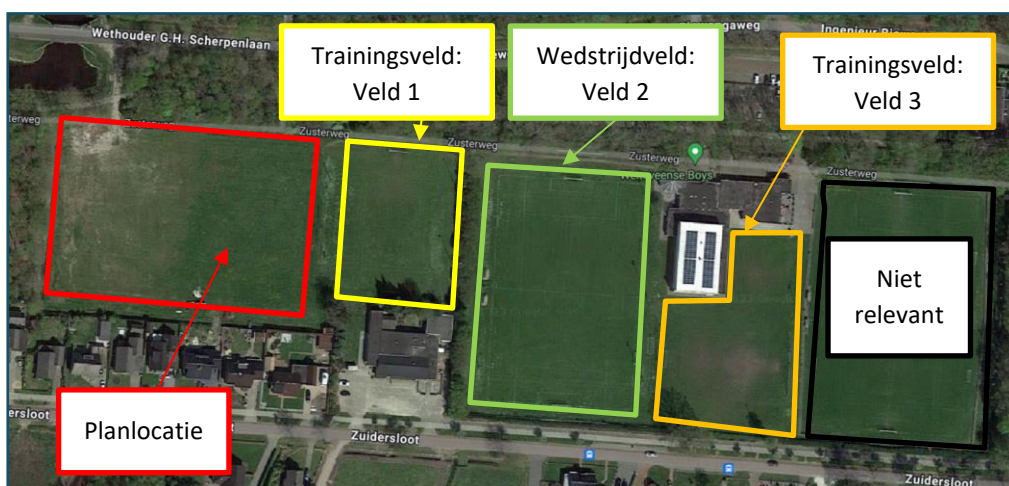 Wethouder G.H. Scherpenlaan
Trainingsveld:
Veld 1
Wedstrijdveld:
Veld 2
Trainingsveld:
Veld 3
Zusterweg
Zusterweg
Zusterweg
Zusterweg
Zusterweg
Niet
relevant
Planlocatie
Zuidersloot
Zuidersloot